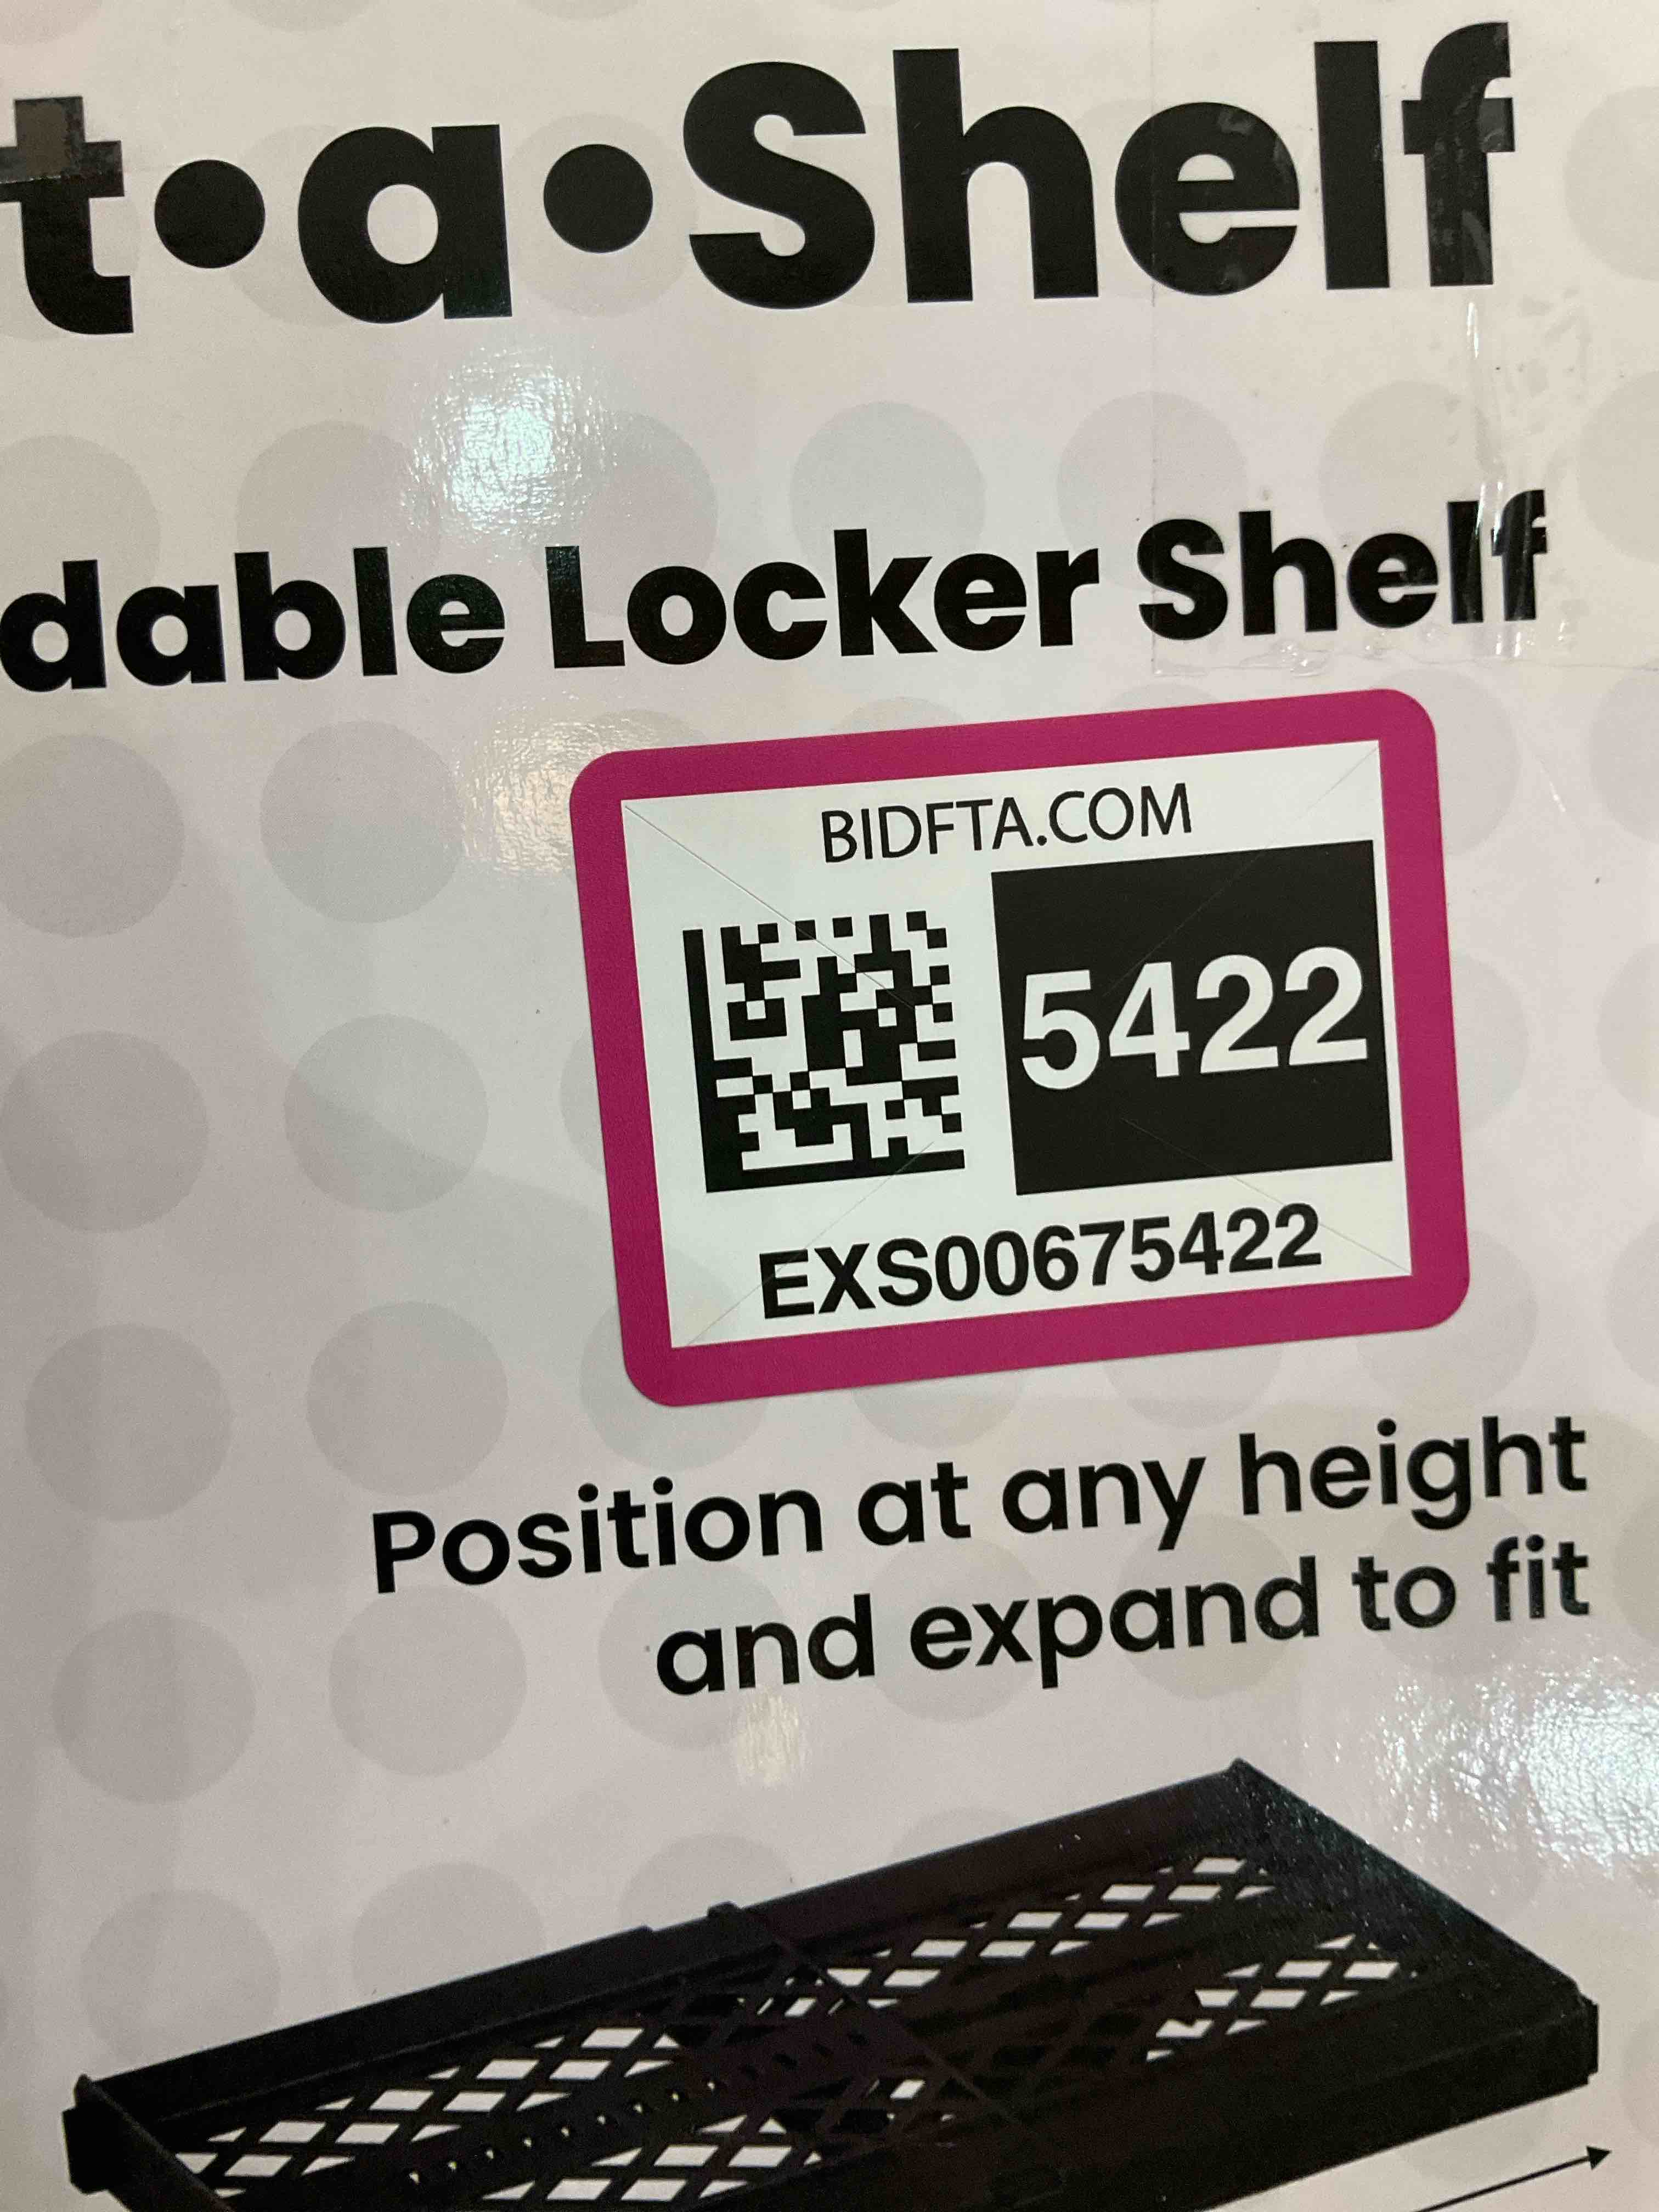 t•a•Shelf
dable Locker Shelf
BIDFTA.COM
5422
EXS00675422
Position at any height
and expand to fit